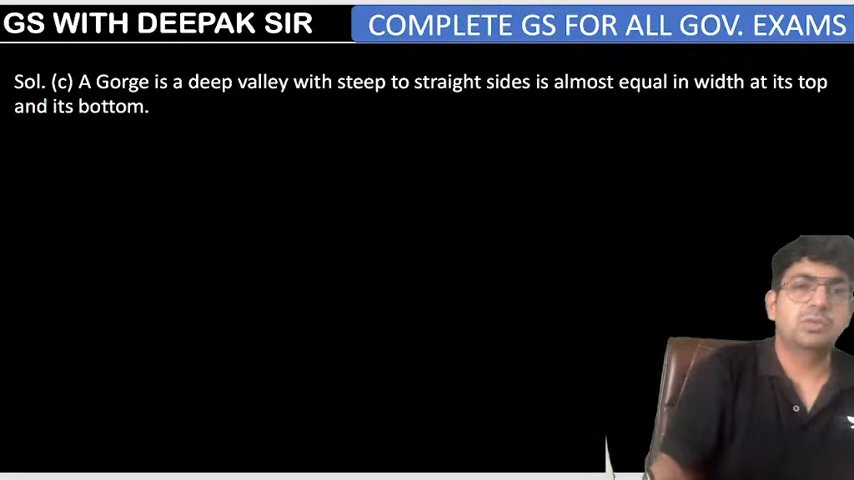 GS WITH DEEPAK SIR
COMPLETE GS FOR ALL GOV. EXAMS
Sol. (c) A Gorge is a deep valley with steep to straight sides is almost equal in width at its top
and its bottom.